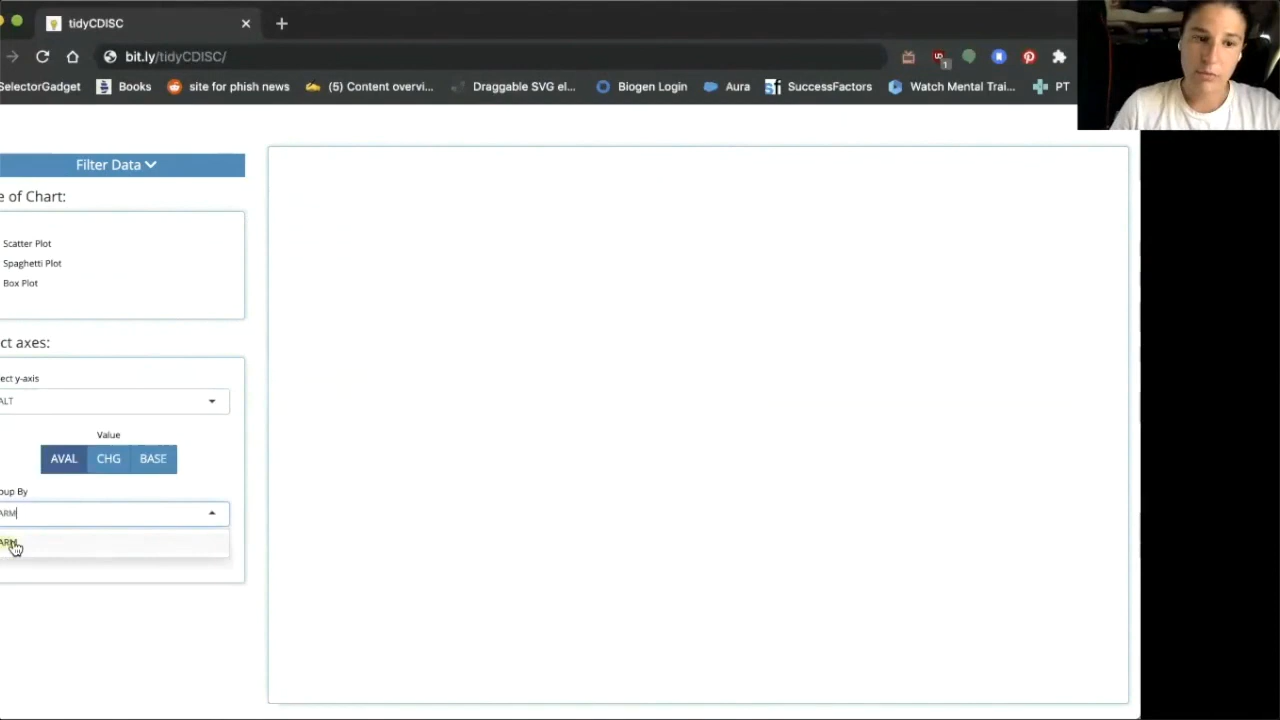 tidyCDISC
bit.ly/tidyCDISC/
SelectorGadget
Books
site for phish news
(5) Content overvi...
Draggable SVG el...
Biogen Login
Aura
SuccessFactors
Watch Mental Trai...
PT
Filter Data
e of Chart:
Scatter Plot
Spaghetti Plot
Box Plot
ct axes:
ect y-axis
ALT
Value
AVAL CHG BASE
oup By
ARM
ARM